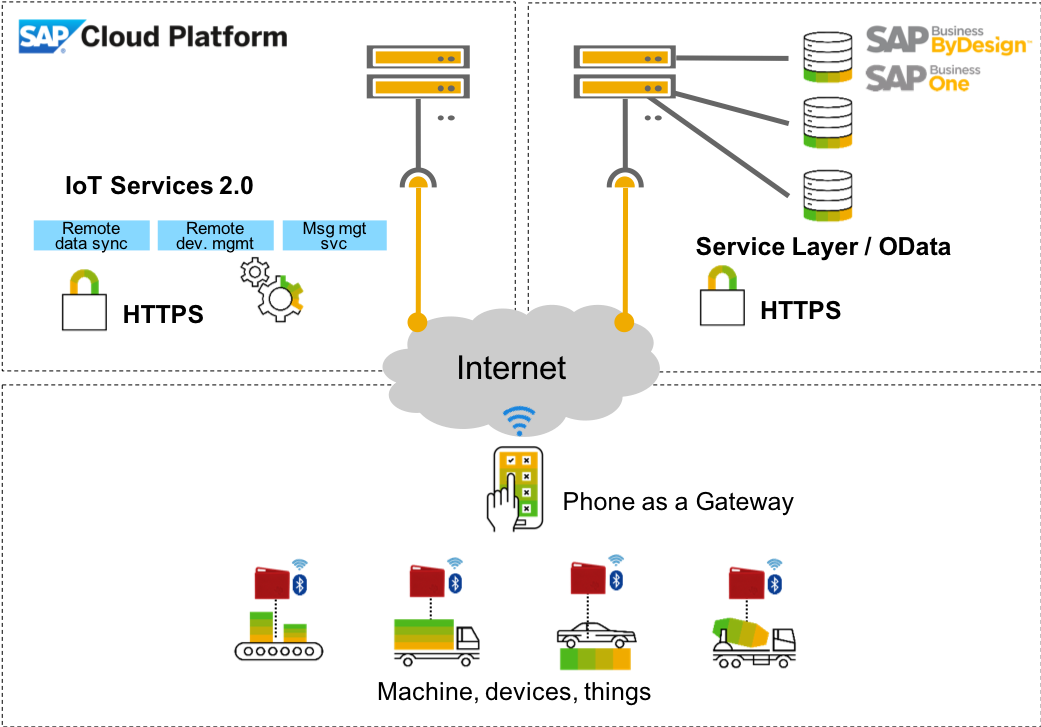 SAP Cloud Platform
SAP Business
ByDesign™
SAP Business
One
IoT Services 2.0
Remote
data sync
Remote
dev. mgmt
Msg mgt
svc
HTTPS
Service Layer / OData
HTTPS
Internet
Phone as a Gateway
Machine, devices, things